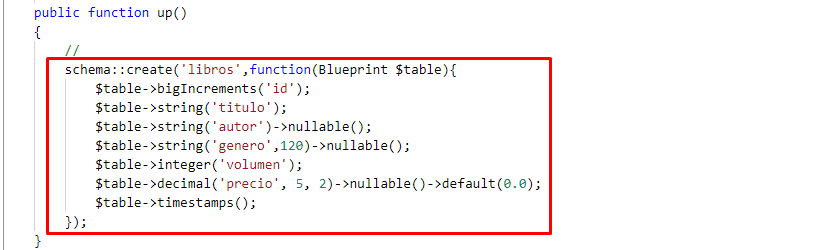 public function up()
{
//
schema::create('libros',function(Blueprint $table){
$table->bigIncrements('id');
$table->string('titulo');
$table->string('autor')->nullable();
$table->string('genero',120)->nullable();
$table->integer('volumen');
$table->decimal('precio', 5, 2)->nullable()->default(0.0);
$table->timestamps();
});
}